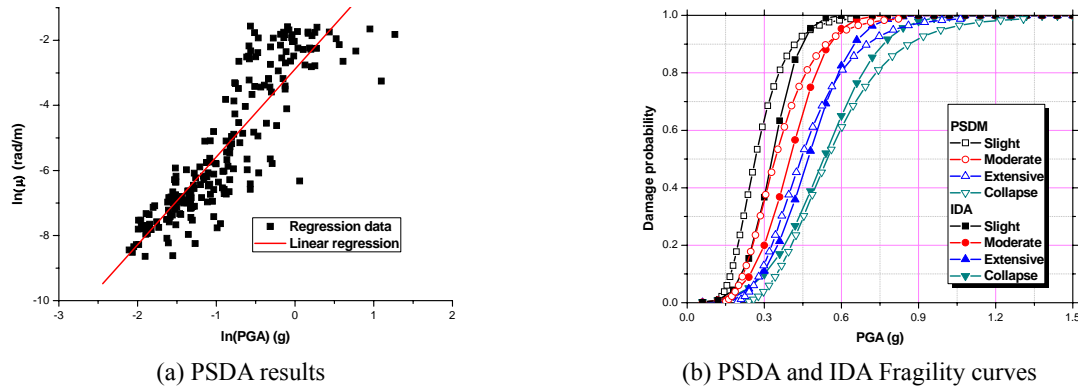 -2
-4
-6
-8
-10
-3 -2 -1 0 1 2
ln(μ) (rad/m)
ln(PGA) (g)
Regression data
Linear regression
(a) PSDA results
1.0
0.8
0.6
0.4
0.2
0.0
0.0 0.3 0.6 0.9 1.2 1.5
Damage probability
PGA (g)
PSDM
Slight
Moderate
Extensive
Collapse
IDA
Slight
Moderate
Extensive
Collapse
(b) PSDA and IDA Fragility curves